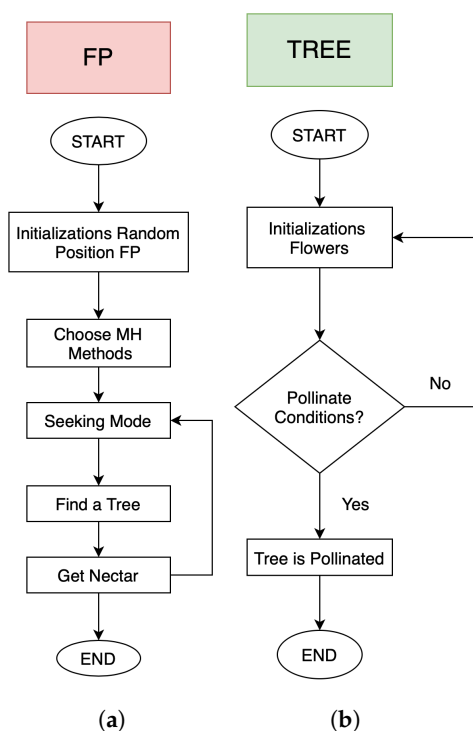 FP
START
Initializations Random
Position FP
Choose MH
Methods
Seeking Mode
Find a Tree
Get Nectar
END
(a)
TREE
START
Initializations
Flowers
Pollinate
Conditions?
No
Yes
Tree is Pollinated
END
(b)